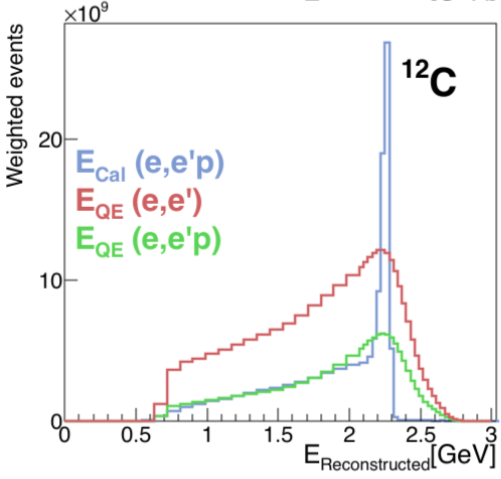 ×10⁹
Weighted events
¹²C
E_Cal (e,e'p)
E_QE (e,e')
E_QE (e,e'p)
20
10
0
0 0.5 1 1.5 2 2.5 3
E_Reconstructed[GeV]